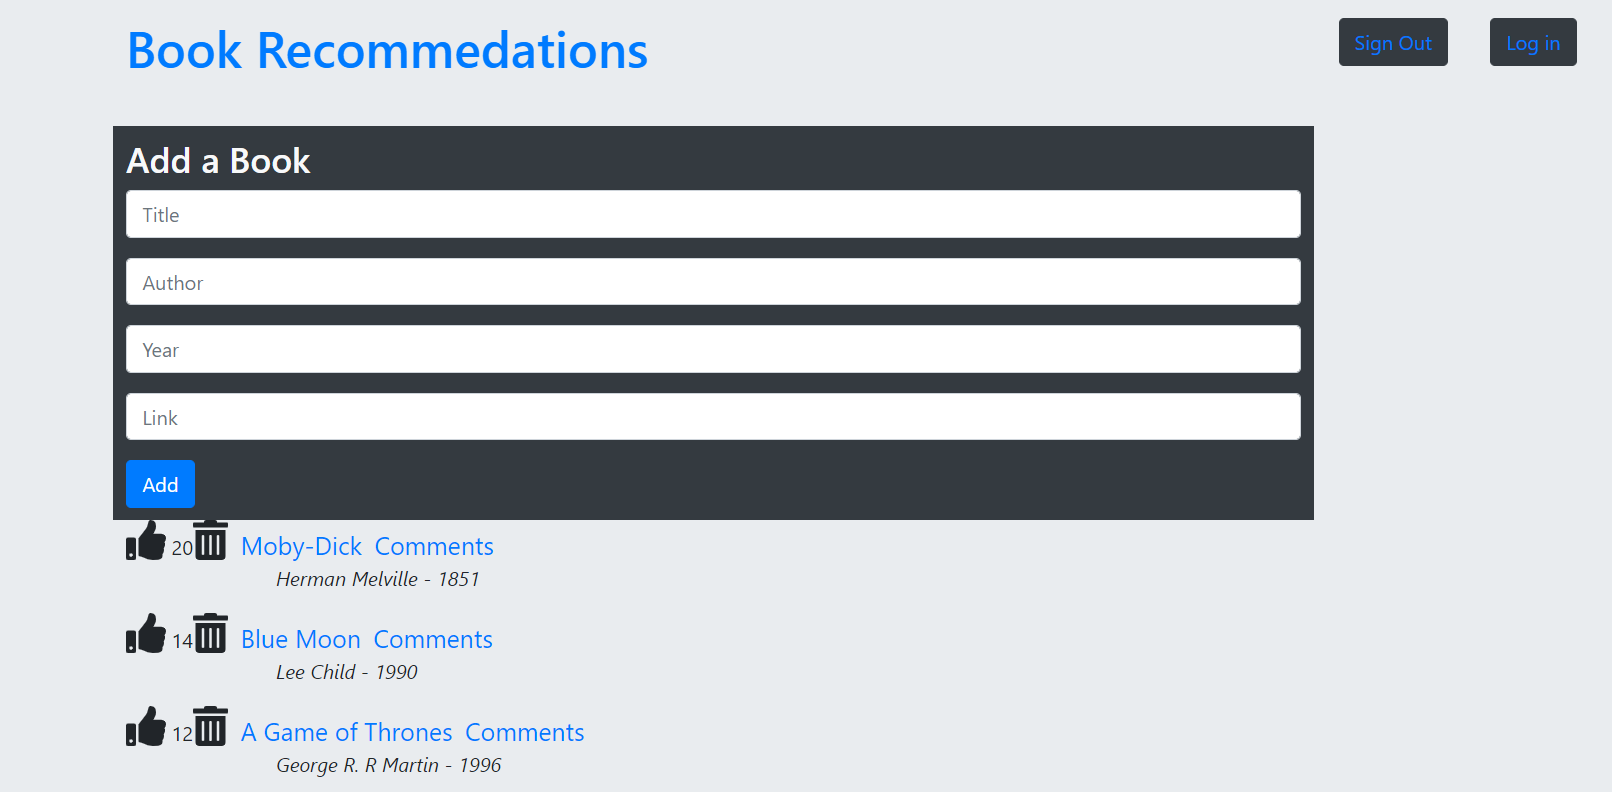 Book Recommedations
Sign Out
Log in
Add a Book
Title
Author
Year
Link
Add
20 Moby-Dick Comments
Herman Melville - 1851
14 Blue Moon Comments
Lee Child - 1990
12 A Game of Thrones Comments
George R. R Martin - 1996